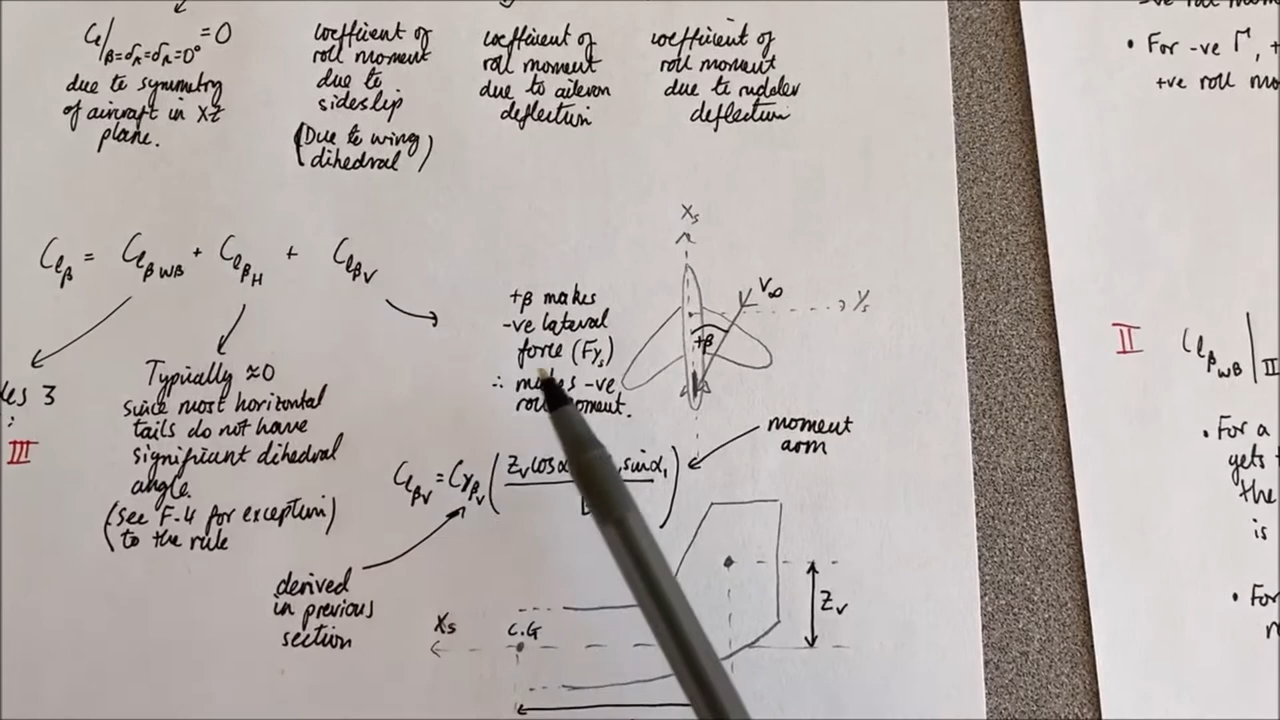 Cℓ|β=δA=δR=0° = 0
due to symmetry
of aircraft in XZ
plane.
coefficient of
roll moment
due to
sideslip
(Due to wing
dihedral)
coefficient of
roll moment
due to aileron
deflection
coefficient of
roll moment
due to rudder
deflection
Cℓβ = CℓβWB + CℓβH + CℓβV
3
III
Typically ≈0
since most horizontal
tails do not have
significant dihedral
angle.
(see F-4 for exception)
to the rule
+β makes
-ve lateral
force (Fys)
∴ makes -ve
roll moment.
Xs
V∞
Ys
+β
moment
arm
CℓβV = CYβV ( Zv cos α sin α1 )
derived
in previous
section
Xs
C.G
Zv
• For -ve Γ, +
+ve roll
II
CℓβWB|II
• For a
gets
the
is
• For